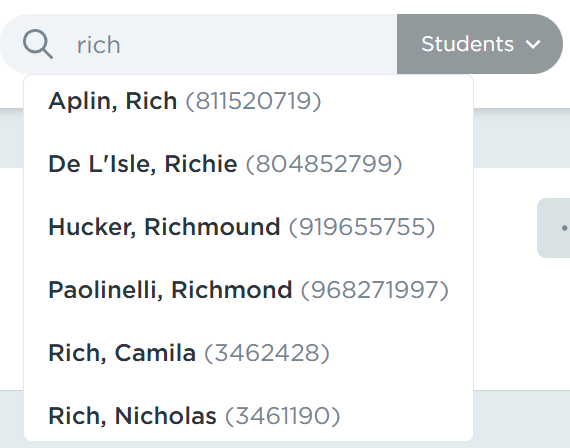 rich
Students
Aplin, Rich (811520719)
De L'Isle, Richie (804852799)
Hucker, Richmound (919655755)
Paolinelli, Richmond (968271997)
Rich, Camila (3462428)
Rich, Nicholas (3461190)